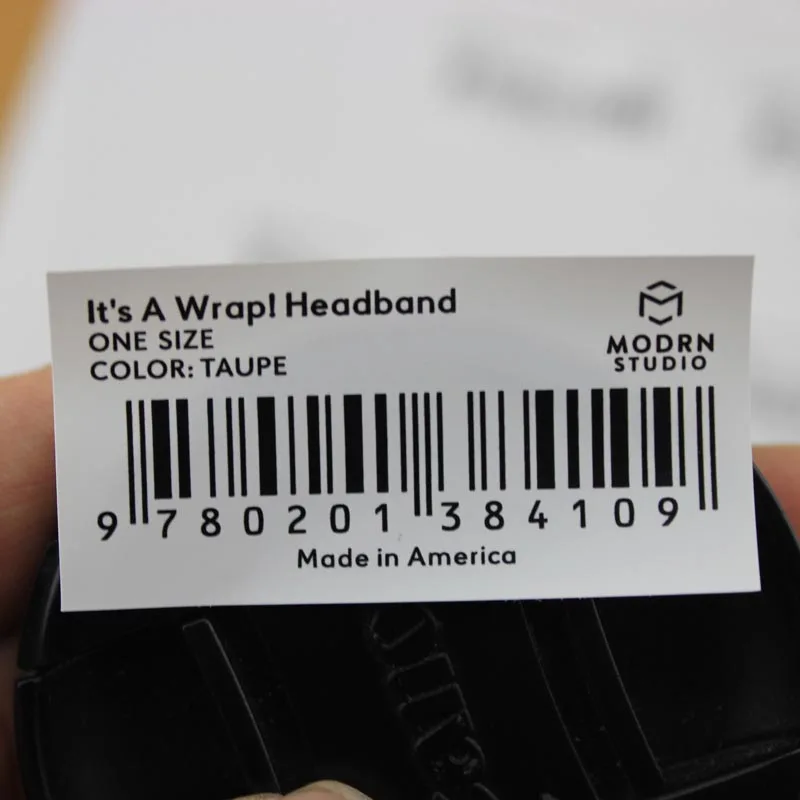 It's A Wrap! Headband
ONE SIZE
COLOR: TAUPE
MODRN
STUDIO
9 780201 384109
Made in America